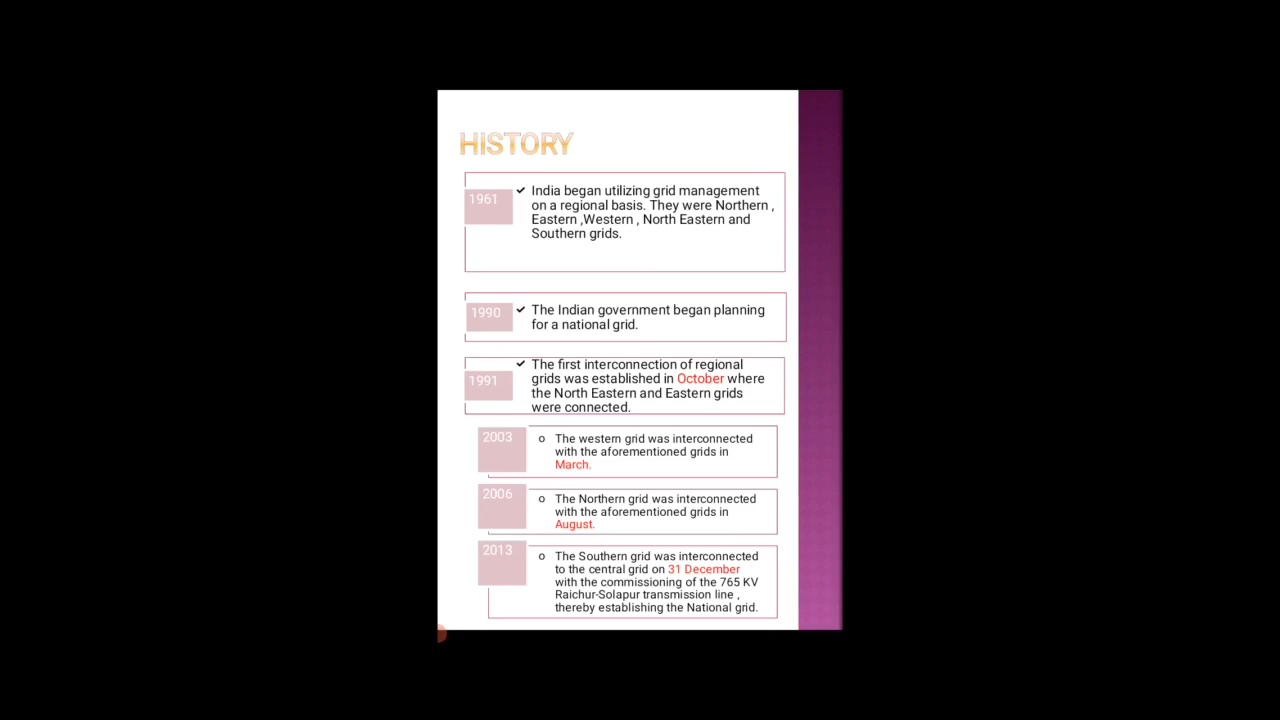 HISTORY
1961
✔ India began utilizing grid management
on a regional basis. They were Northern ,
Eastern ,Western , North Eastern and
Southern grids.
1990
✔ The Indian government began planning
for a national grid.
1991
✔ The first interconnection of regional
grids was established in October where
the North Eastern and Eastern grids
were connected.
2003
o The western grid was interconnected
with the aforementioned grids in
March.
2006
o The Northern grid was interconnected
with the aforementioned grids in
August.
2013
o The Southern grid was interconnected
to the central grid on 31 December
with the commissioning of the 765 KV
Raichur-Solapur transmission line ,
thereby establishing the National grid.